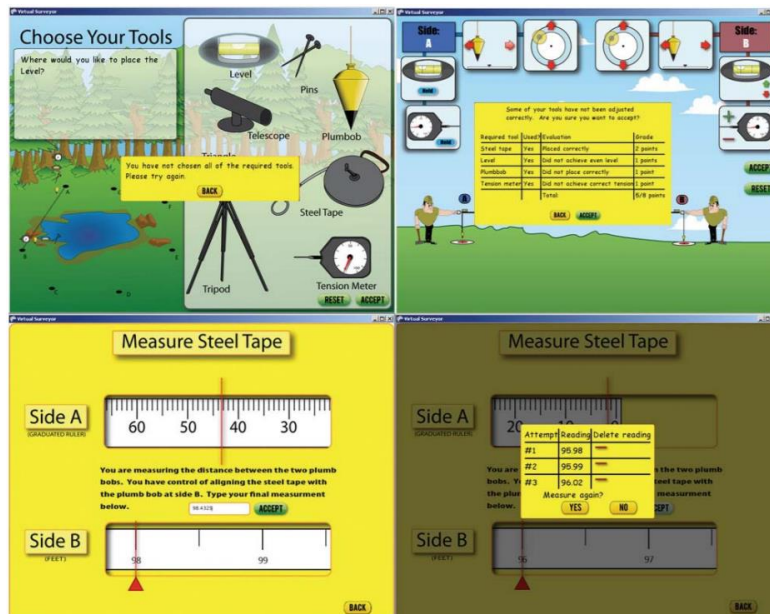 Virtual Surveyor
Choose Your Tools
Where would you like to place the
Level?
Level
Pins
Telescope
Plumbob
Triangle
You have not chosen all of the required tools.
Please try again.
BACK
Steel Tape
Tripod
Tension Meter
RESET
ACCEPT
Virtual Surveyor
Side:
A
Side:
B
Hold
Hold
Some of your tools have not been adjusted
correctly. Are you sure you want to accept?
Required tool Used? Evaluation Grade
Steel tape Yes Placed correctly 2 points
Level Yes Did not achieve even level 1 points
Plumbbob Yes Did not place correctly 1 point
Tension meter Yes Did not achieve correct tension 1 point
Total: 5/8 points
BACK
ACCEPT
ACCEPT
RESET
A
B
Virtual Surveyor
Measure Steel Tape
Side A
(GRADUATED RULER)
60 50 40 30
You are measuring the distance between the two plumb
bobs. You have control of aligning the steel tape with
the plumb bob at side B. Type your final measurment
below.
98.4325
ACCEPT
Side B
(FEET)
98 99
BACK
Virtual Surveyor
Measure Steel Tape
Side A
(GRADUATED RULER)
20 10 0
Attempt Reading Delete reading
#1 95.98
#2 95.99
#3 96.02
Measure again?
YES
NO
Side B
(FEET)
96 97
BACK